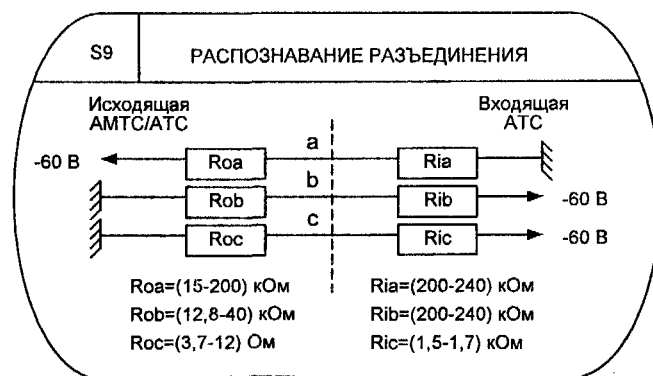 S9
РАСПОЗНАВАНИЕ РАЗЪЕДИНЕНИЯ
Исходящая
АМТС/АТС
Входящая
АТС
-60 В
Roa
a
Ria
Rob
b
Rib
-60 В
Roc
c
Ric
-60 В
Roa=(15-200) кОм
Ria=(200-240) кОм
Rob=(12,8-40) кОм
Rib=(200-240) кОм
Roc=(3,7-12) Ом
Ric=(1,5-1,7) кОм